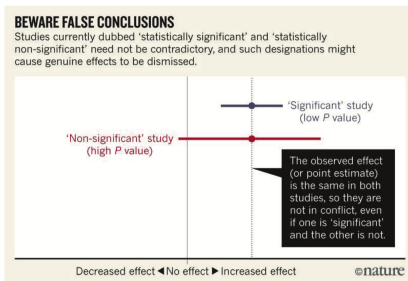 BEWARE FALSE CONCLUSIONS
Studies currently dubbed ‘statistically significant’ and ‘statistically
non-significant’ need not be contradictory, and such designations might
cause genuine effects to be dismissed.
‘Significant’ study
(low P value)
‘Non-significant’ study
(high P value)
The observed effect
(or point estimate)
is the same in both
studies, so they are
not in conflict, even
if one is ‘significant’
and the other is not.
Decreased effect ◀ No effect ▶ Increased effect
©nature